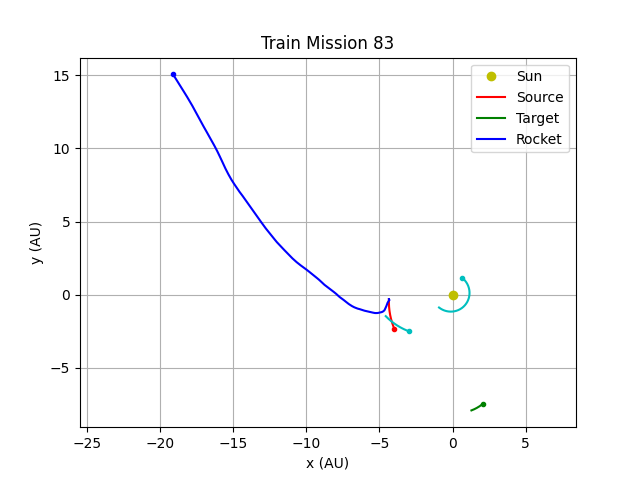 Train Mission 83
Sun
Source
Target
Rocket
15
10
5
0
−5
y (AU)
−25
−20
−15
−10
−5
0
5
x (AU)